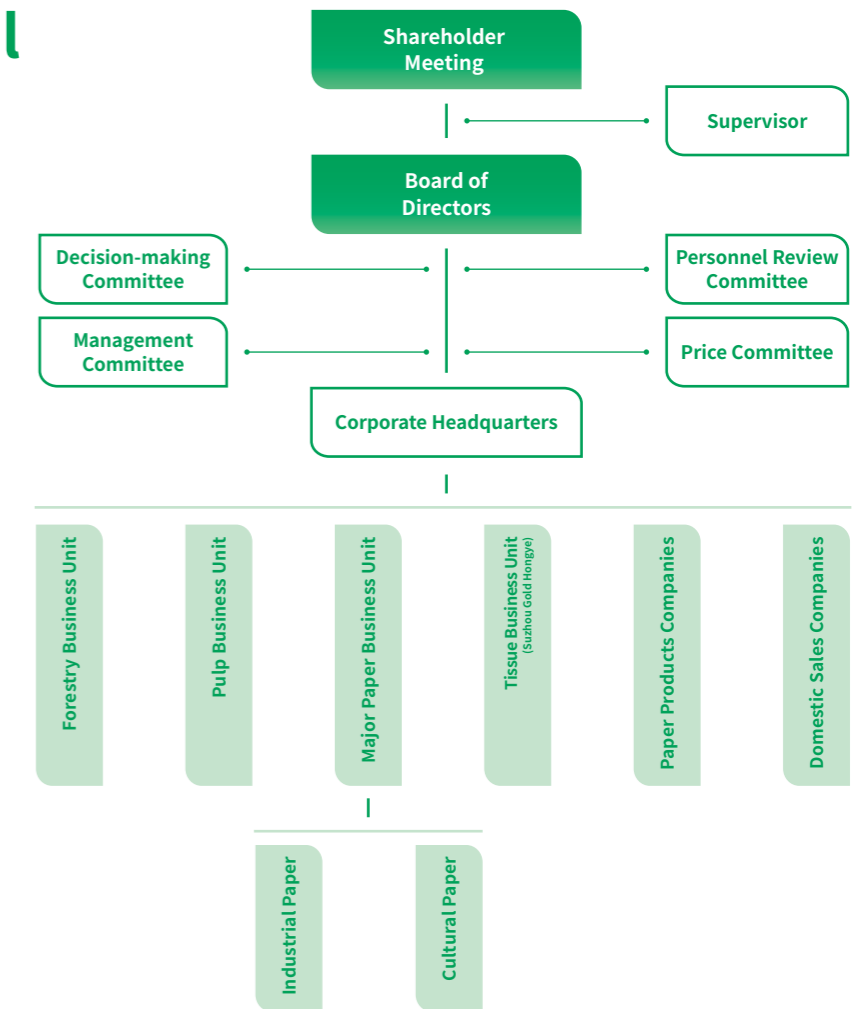 l
Shareholder
Meeting
Supervisor
Board of
Directors
Decision-making
Committee
Personnel Review
Committee
Management
Committee
Price Committee
Corporate Headquarters
Forestry Business Unit
Pulp Business Unit
Major Paper Business Unit
Tissue Business Unit
(Suzhou Gold Hongye)
Paper Products Companies
Domestic Sales Companies
Industrial Paper
Cultural Paper